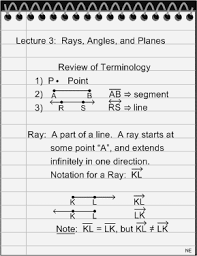 Lecture 3: Rays, Angles, and Planes
Review of Terminology
1) P• Point
2) A B AB ⇒ segment
3) R S RS ⇒ line
Ray: A part of a line. A ray starts at
some point "A", and extends
infinitely in one direction.
Notation for a Ray: KL
K L KL
L K LK
Note: KL = LK, but KL ≠ LK
NE